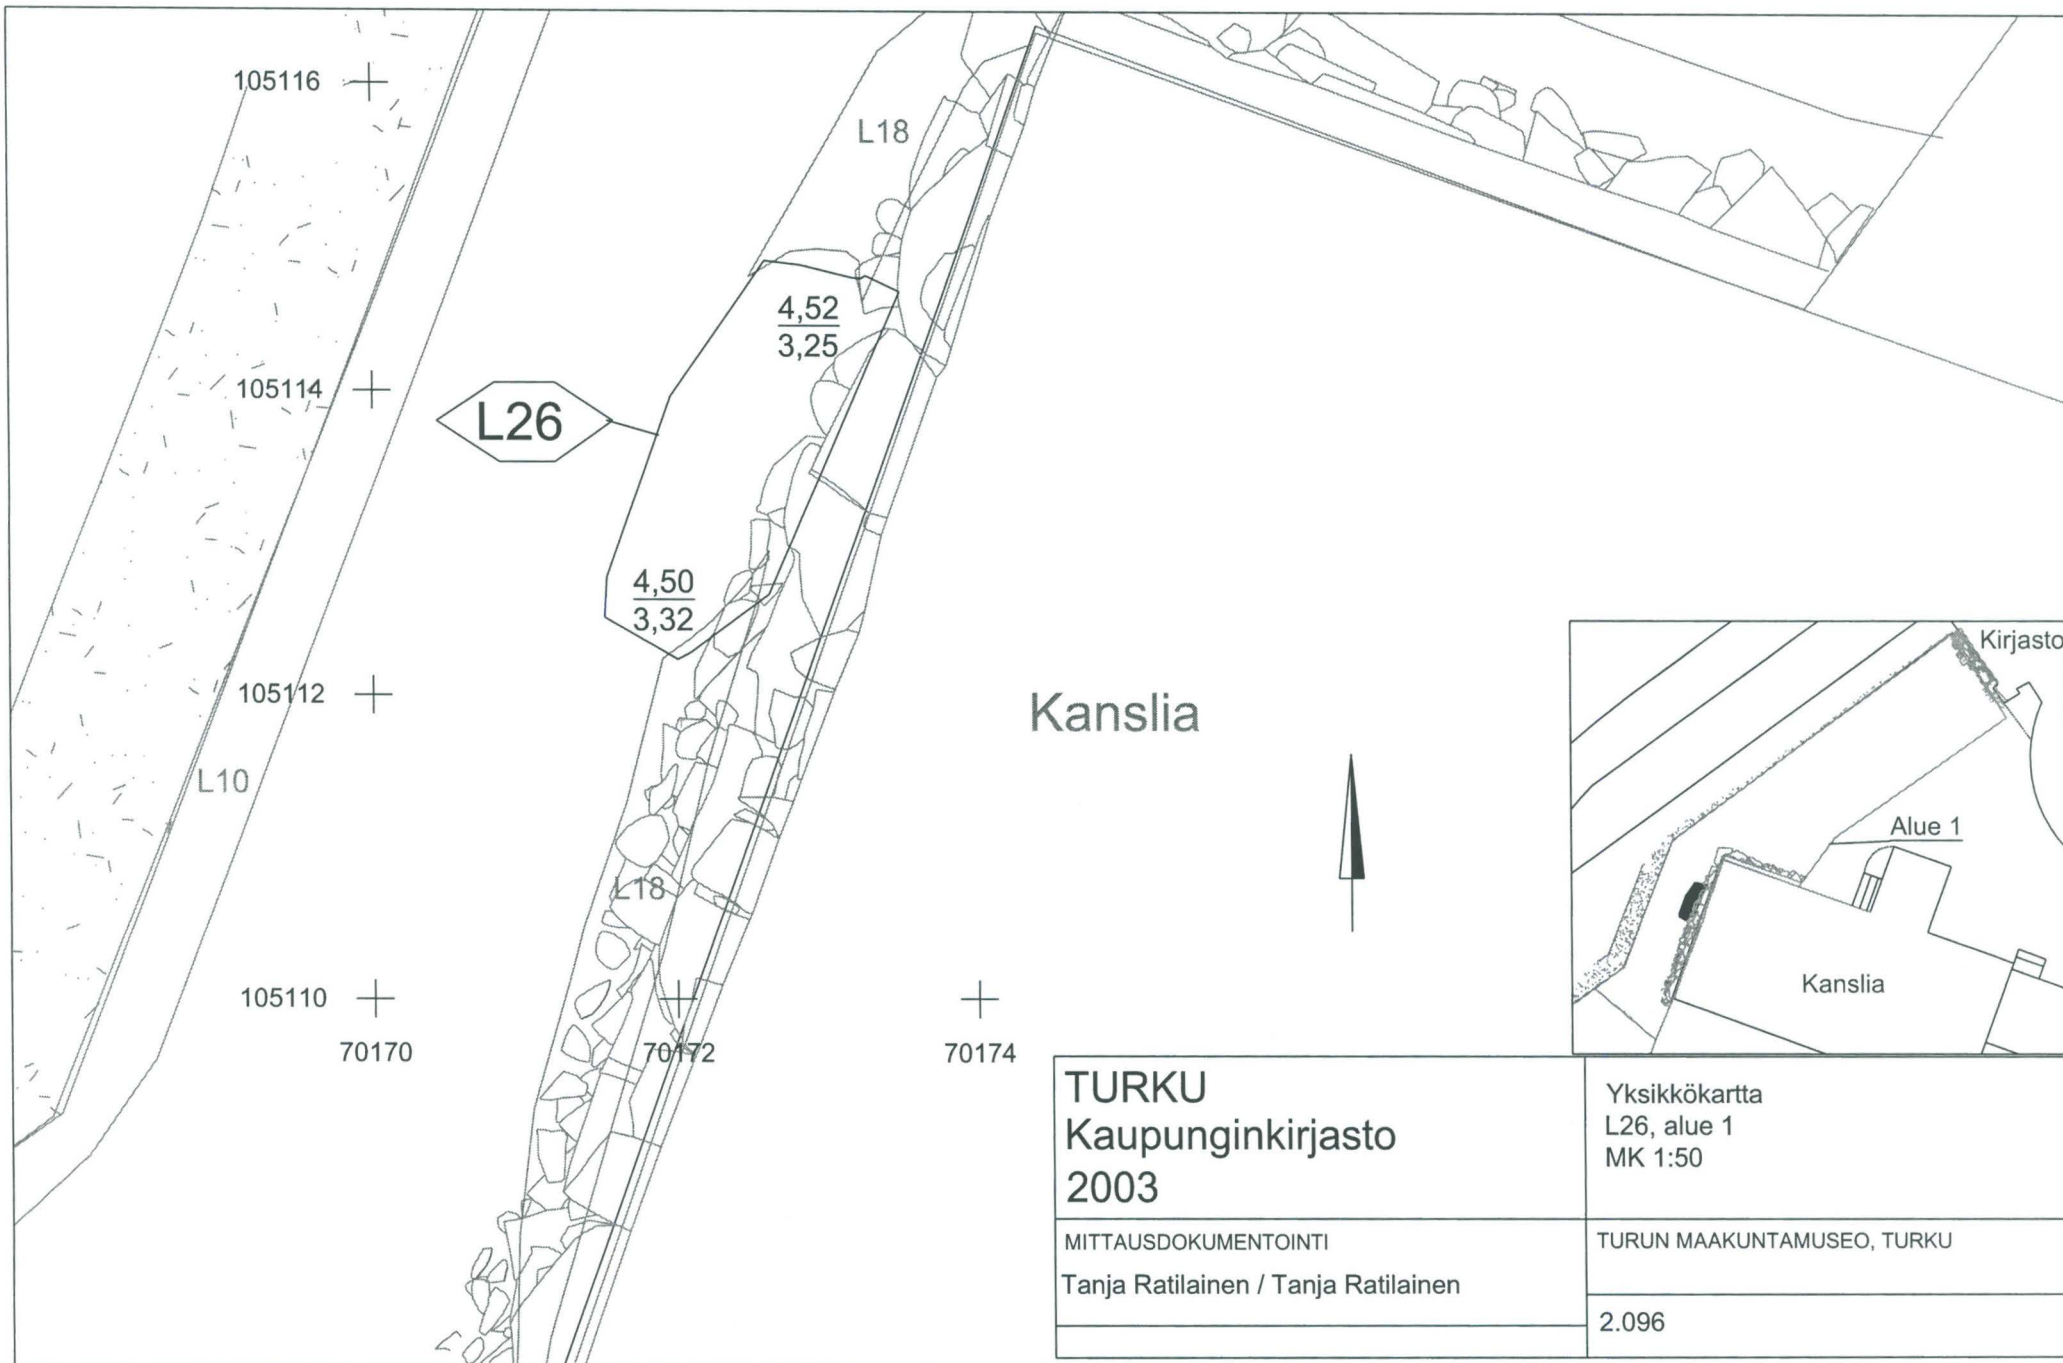 105116
L18
4,52
3,25
105114
L26
4,50
3,32
Kirjasto
105112
Kanslia
L10
Alue 1
L18
Kanslia
105110
70170
70172
70174
TURKU
Kaupunginkirjasto
2003
Yksikkökartta
L26, alue 1
MK 1:50
MITTAUSDOKUMENTOINTI
Tanja Ratilainen / Tanja Ratilainen
TURUN MAAKUNTAMUSEO, TURKU
2.096